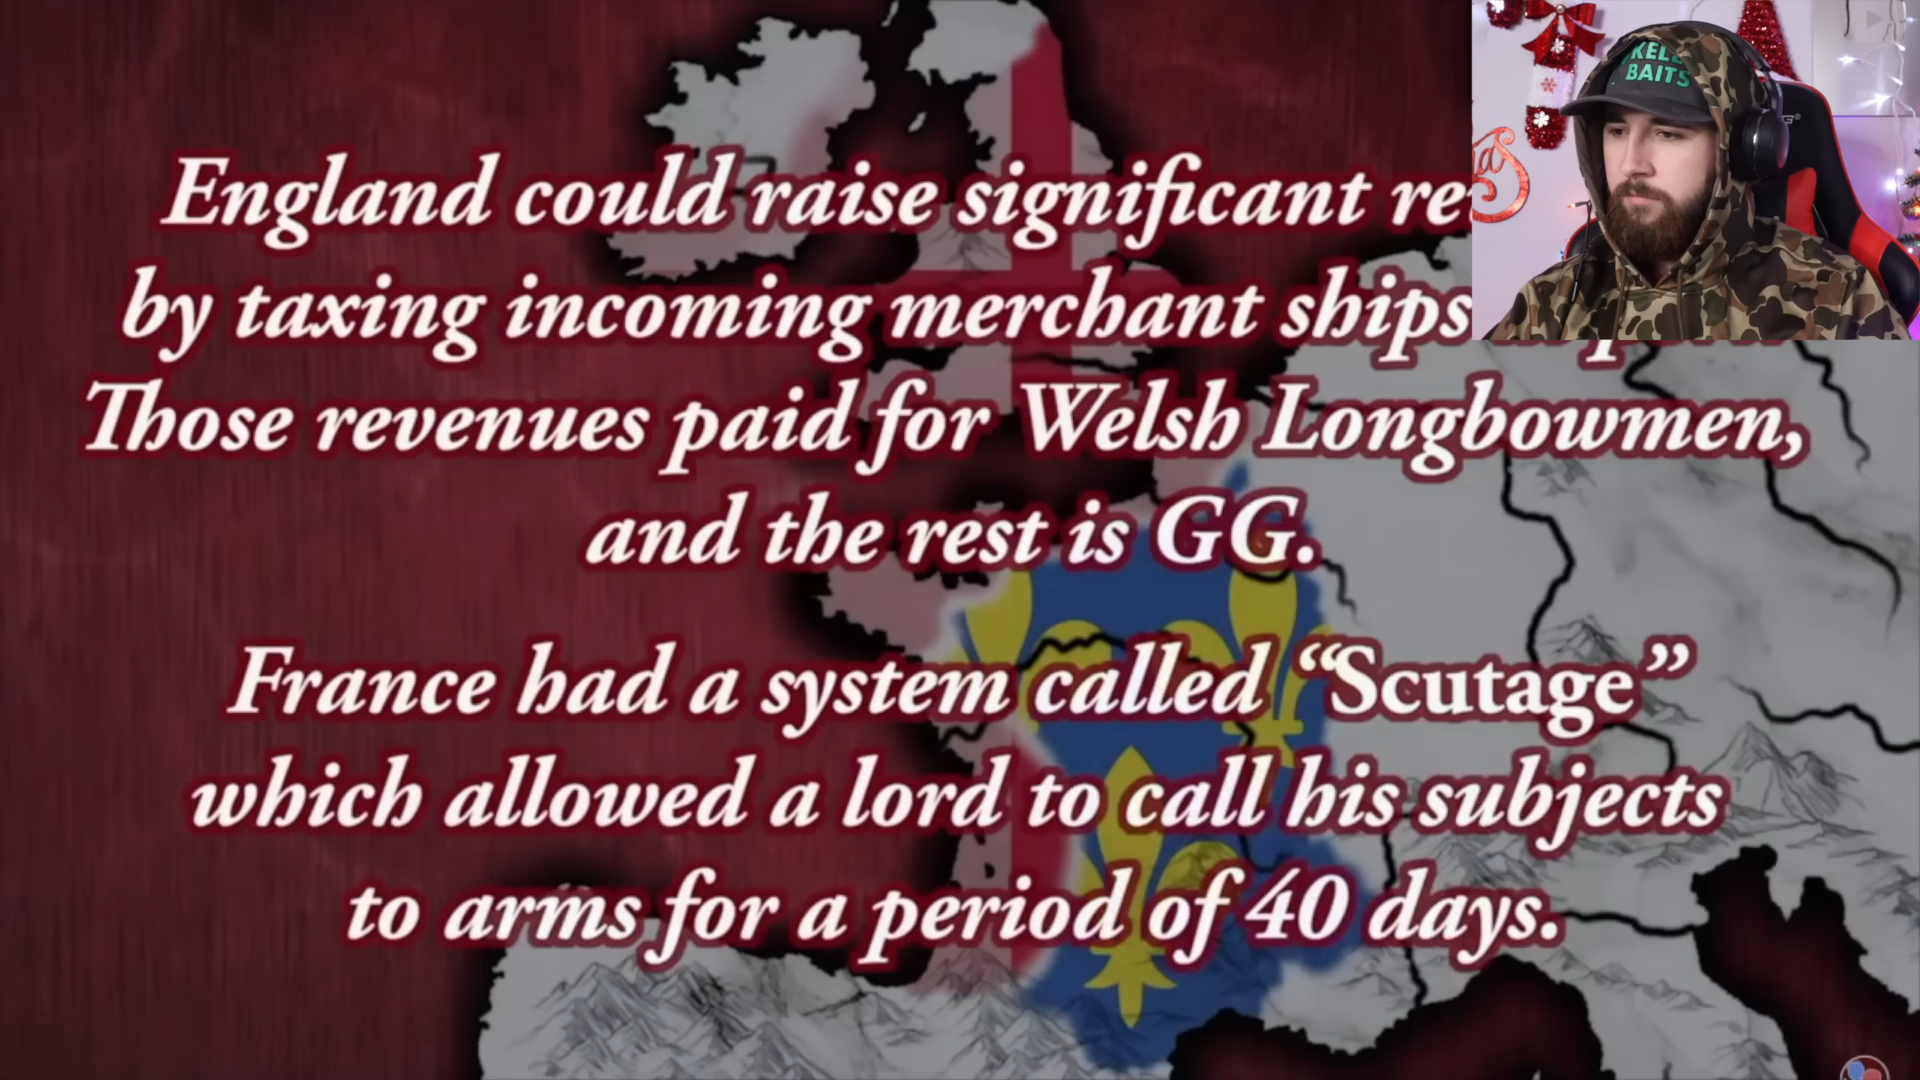 England could raise significant
by taxing incoming merchant ships
Those revenues paid for Welsh Longbowmen,
and the rest is GG.
France had a system called “Scutage”
which allowed a lord to call his subjects
to arms for a period of 40 days.
BAITS